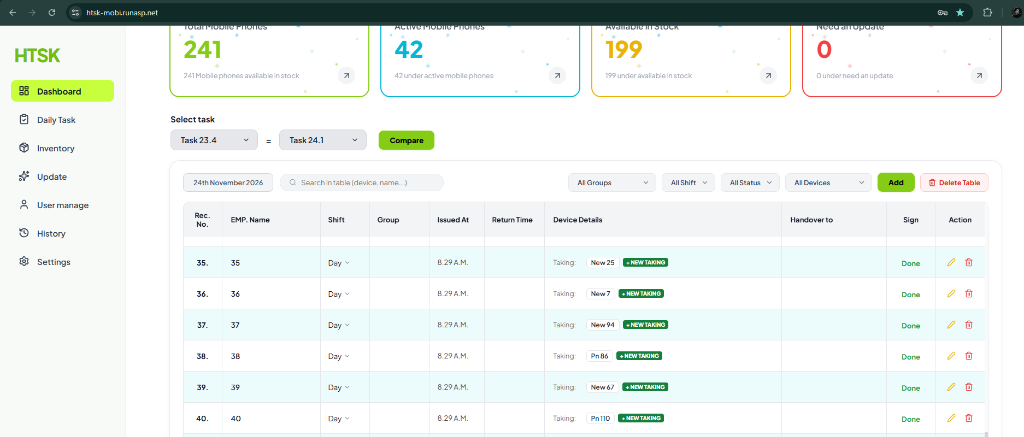 htsk-mobi.runasp.net
HTSK
Dashboard
Daily Task
Inventory
Update
User manage
History
Settings
Total Mobile Phones
241
241 Mobile phones available in stock
Active Mobile Phones
42
42 under active mobile phones
Available in Stock
199
199 under available in stock
Need an Update
0
0 under need an update
Select task
Task 23.4 = Task 24.1 Compare
24th November 2026 Search in table (device, name...) All Groups All Shift All Status All Devices Add Delete Table
Rec. No. EMP. Name Shift Group Issued At Return Time Device Details Handover to Sign Action
35. 35 Day 8.29 A.M. Taking: New 25 + NEW TAKING Done
36. 36 Day 8.29 A.M. Taking: New 7 + NEW TAKING Done
37. 37 Day 8.29 A.M. Taking: New 94 + NEW TAKING Done
38. 38 Day 8.29 A.M. Taking: Pn 86 + NEW TAKING Done
39. 39 Day 8.29 A.M. Taking: New 67 + NEW TAKING Done
40. 40 Day 8.29 A.M. Taking: Pn 110 + NEW TAKING Done